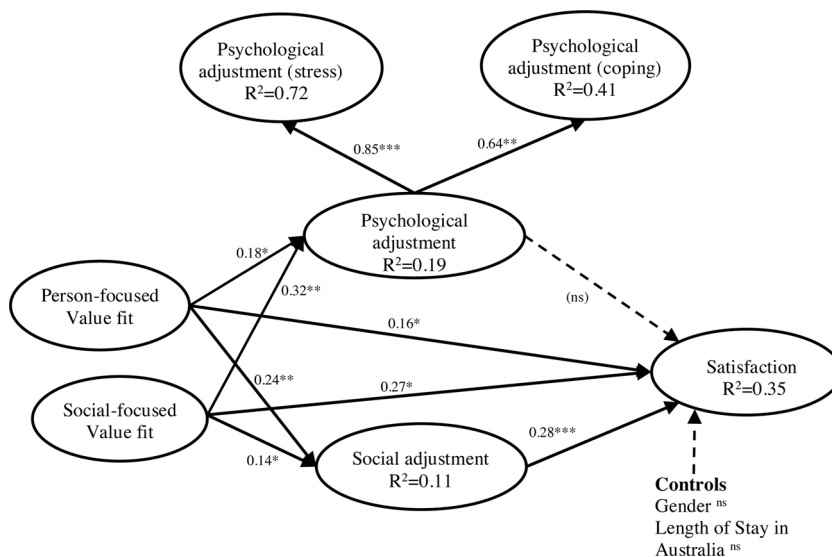 Psychological
adjustment (stress)
R²=0.72
Psychological
adjustment (coping)
R²=0.41
0.85***
0.64**
Psychological
adjustment
R²=0.19
0.18*
0.32**
(ns)
Person-focused
Value fit
0.16*
Satisfaction
R²=0.35
0.24**
0.27*
Social-focused
Value fit
0.28***
0.14*
Social adjustment
R²=0.11
Controls
Gender ns
Length of Stay in
Australia ns